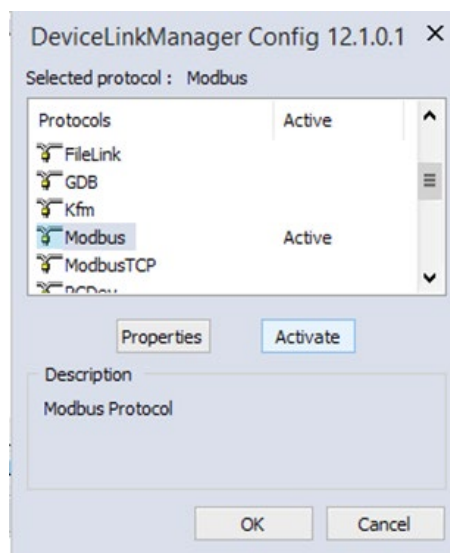 DeviceLinkManager Config 12.1.0.1
Selected protocol : Modbus
Protocols Active
FileLink
GDB
Kfm
Modbus Active
ModbusTCP
Properties Activate
Description
Modbus Protocol
OK Cancel